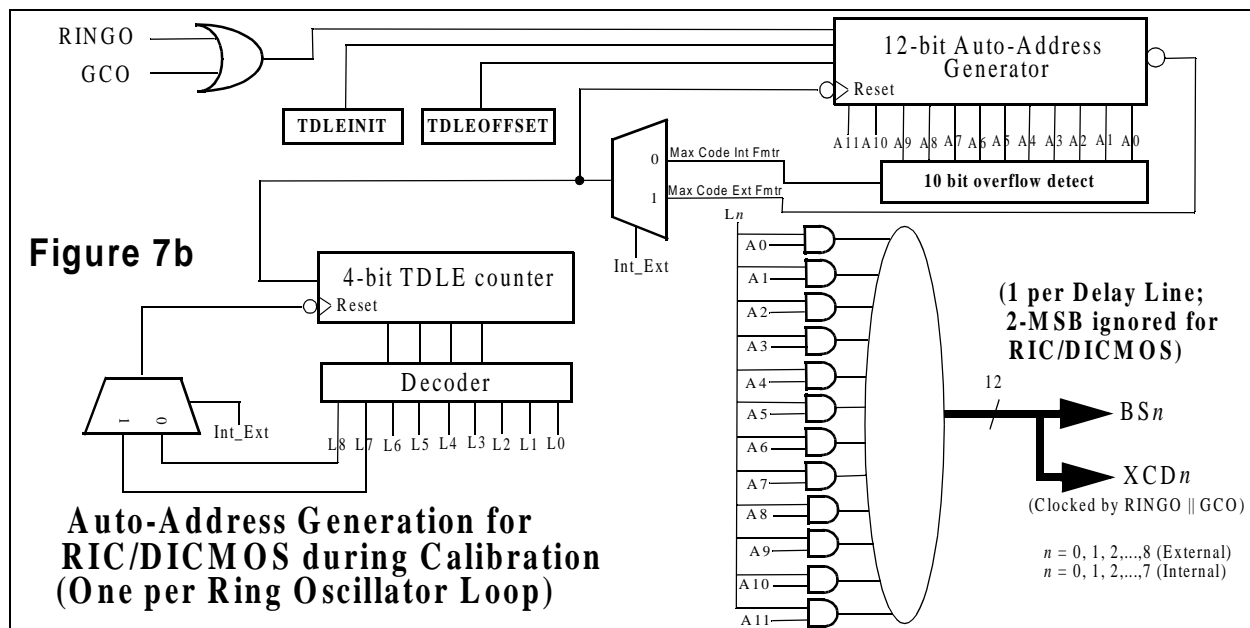 RINGO
GCO
12-bit Auto-Address
Generator
Reset
TDLEINIT
TDLEOFFSET
A11 A10 A9 A8 A7 A6 A5 A4 A3 A2 A1 A0
10 bit overflow detect
0
1
Max Code Int Fmtr
Max Code Ext Fmtr
Int_Ext
Figure 7b
4-bit TDLE counter
Reset
Decoder
1 0
Int_Ext
L8 L7 L6 L5 L4 L3 L2 L1 L0
Ln
A0
A1
A2
A3
A4
A5
A6
A7
A8
A9
A10
A11
(1 per Delay Line;
2-MSB ignored for
RIC/DICMOS)
12
BSn
XCDn
(Clocked by RINGO || GCO)
n = 0, 1, 2,...,8 (External)
n = 0, 1, 2,...,7 (Internal)
Auto-Address Generation for
RIC/DICMOS during Calibration
(One per Ring Oscillator Loop)